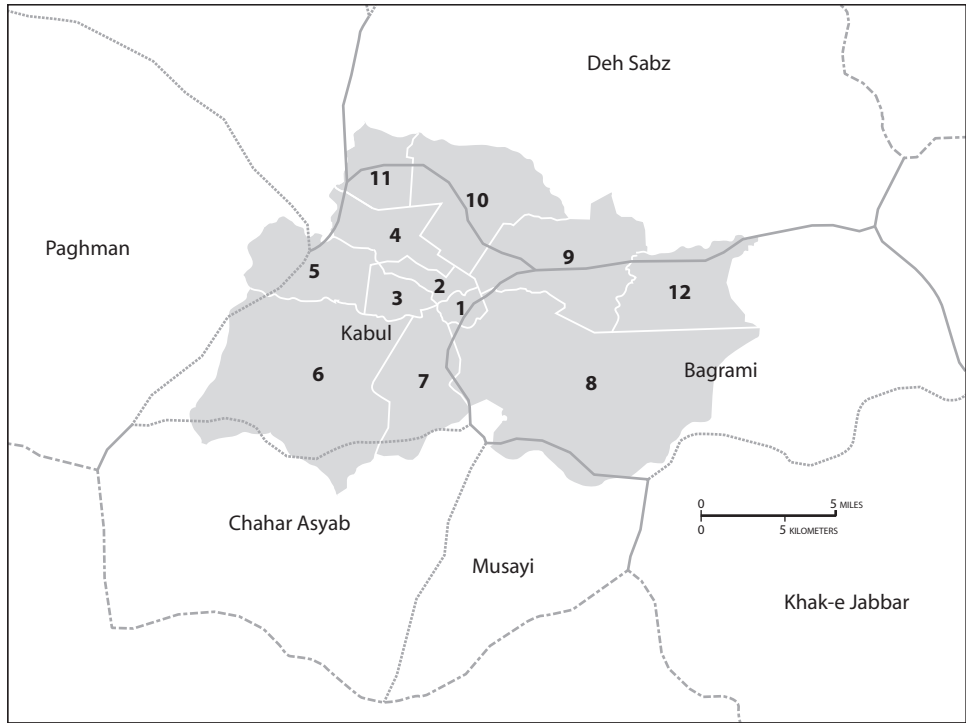 Deh Sabz
11
10
4
Paghman
9
5
2
12
3
1
Kabul
6
7
8
Bagrami
0 5 MILES
0 5 KILOMETERS
Chahar Asyab
Musayi
Khak-e Jabbar